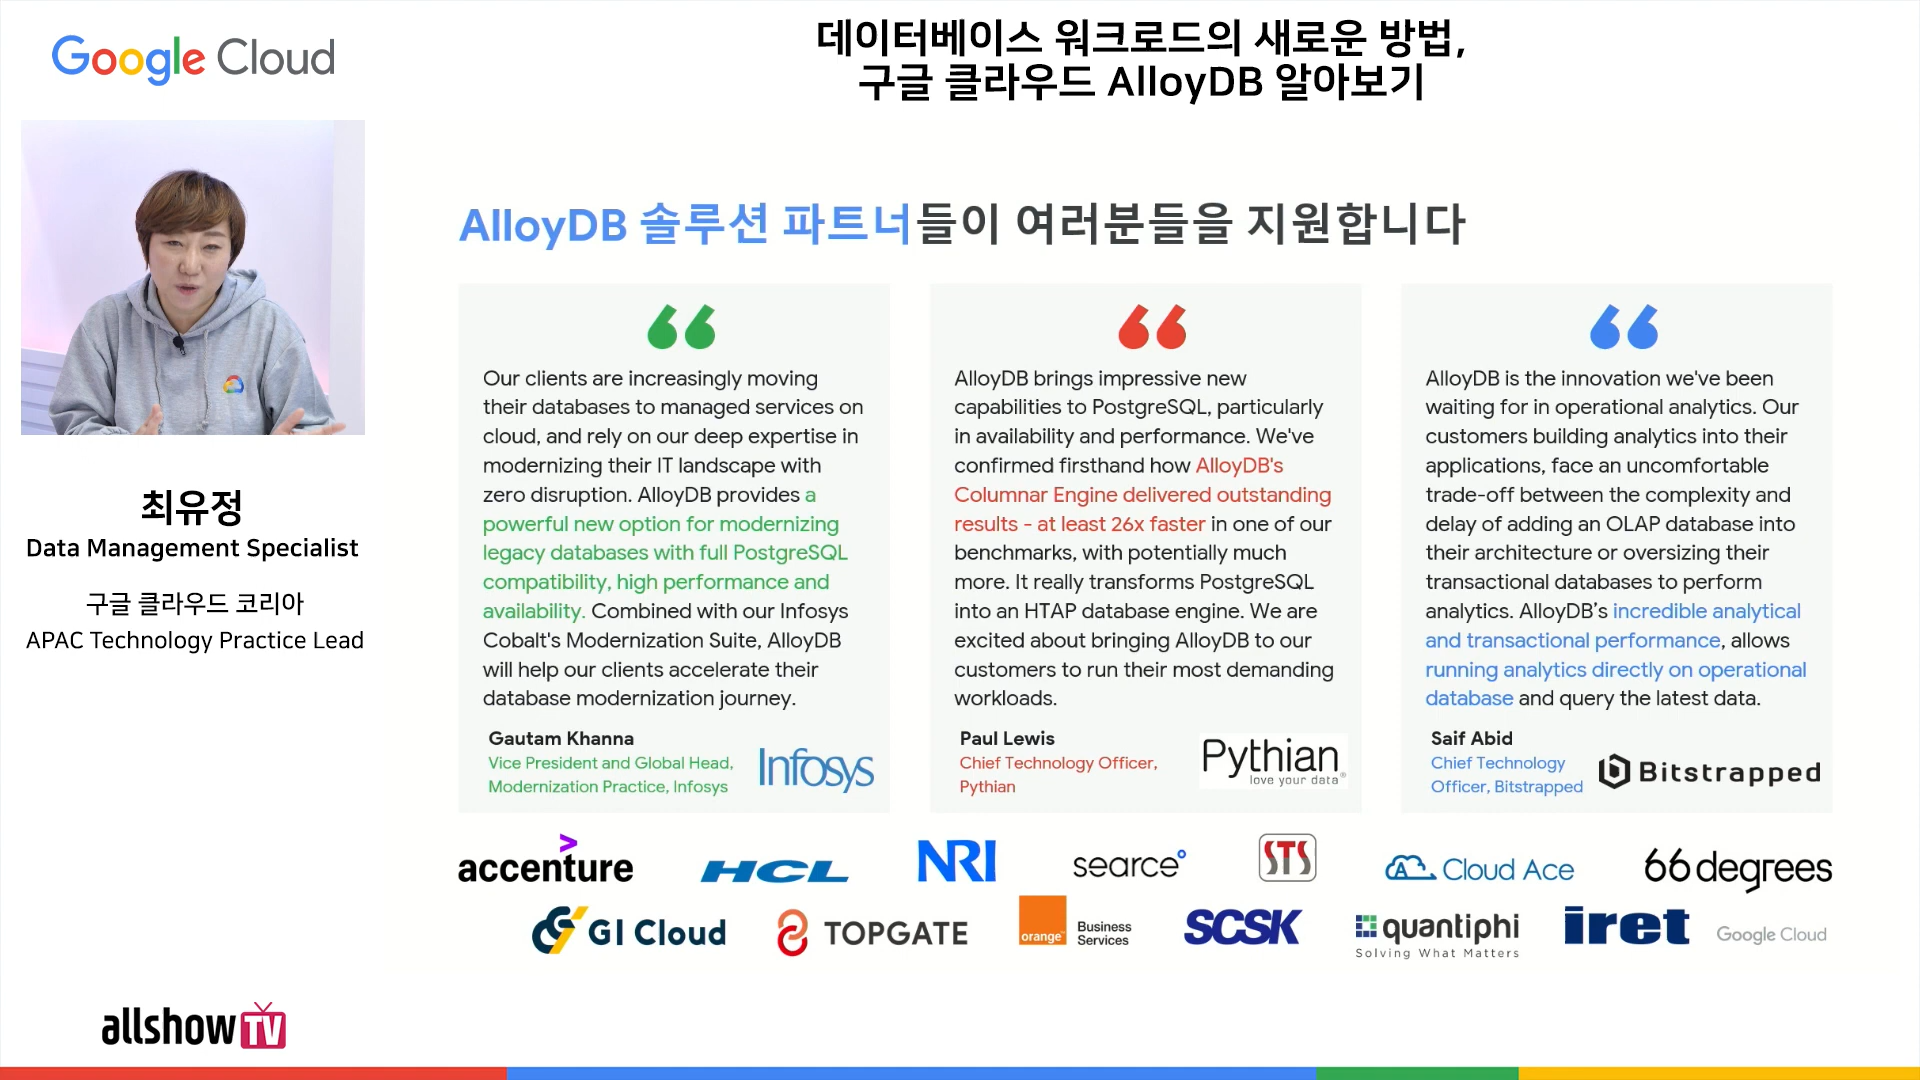 Google Cloud
데이터베이스 워크로드의 새로운 방법,
구글 클라우드 AlloyDB 알아보기
최유정
Data Management Specialist
구글 클라우드 코리아
APAC Technology Practice Lead
AlloyDB 솔루션 파트너들이 여러분들을 지원합니다
Our clients are increasingly moving
their databases to managed services on
cloud, and rely on our deep expertise in
modernizing their IT landscape with
zero disruption. AlloyDB provides a
powerful new option for modernizing
legacy databases with full PostgreSQL
compatibility, high performance and
availability. Combined with our Infosys
Cobalt's Modernization Suite, AlloyDB
will help our clients accelerate their
database modernization journey.
Gautam Khanna
Vice President and Global Head,
Modernization Practice, Infosys
Infosys
AlloyDB brings impressive new
capabilities to PostgreSQL, particularly
in availability and performance. We've
confirmed firsthand how AlloyDB's
Columnar Engine delivered outstanding
results - at least 26x faster in one of our
benchmarks, with potentially much
more. It really transforms PostgreSQL
into an HTAP database engine. We are
excited about bringing AlloyDB to our
customers to run their most demanding
workloads.
Paul Lewis
Chief Technology Officer,
Pythian
Pythian
love your data®
AlloyDB is the innovation we've been
waiting for in operational analytics. Our
customers building analytics into their
applications, face an uncomfortable
trade-off between the complexity and
delay of adding an OLAP database into
their architecture or oversizing their
transactional databases to perform
analytics. AlloyDB’s incredible analytical
and transactional performance, allows
running analytics directly on operational
database and query the latest data.
Saif Abid
Chief Technology
Officer, Bitstrapped
Bitstrapped
accenture
HCL
NRI
searce
STS
Cloud Ace
66degrees
GI Cloud
TOPGATE
orange™
Business
Services
SCSK
quantiphi
Solving What Matters
iret
Google Cloud
allshow TV